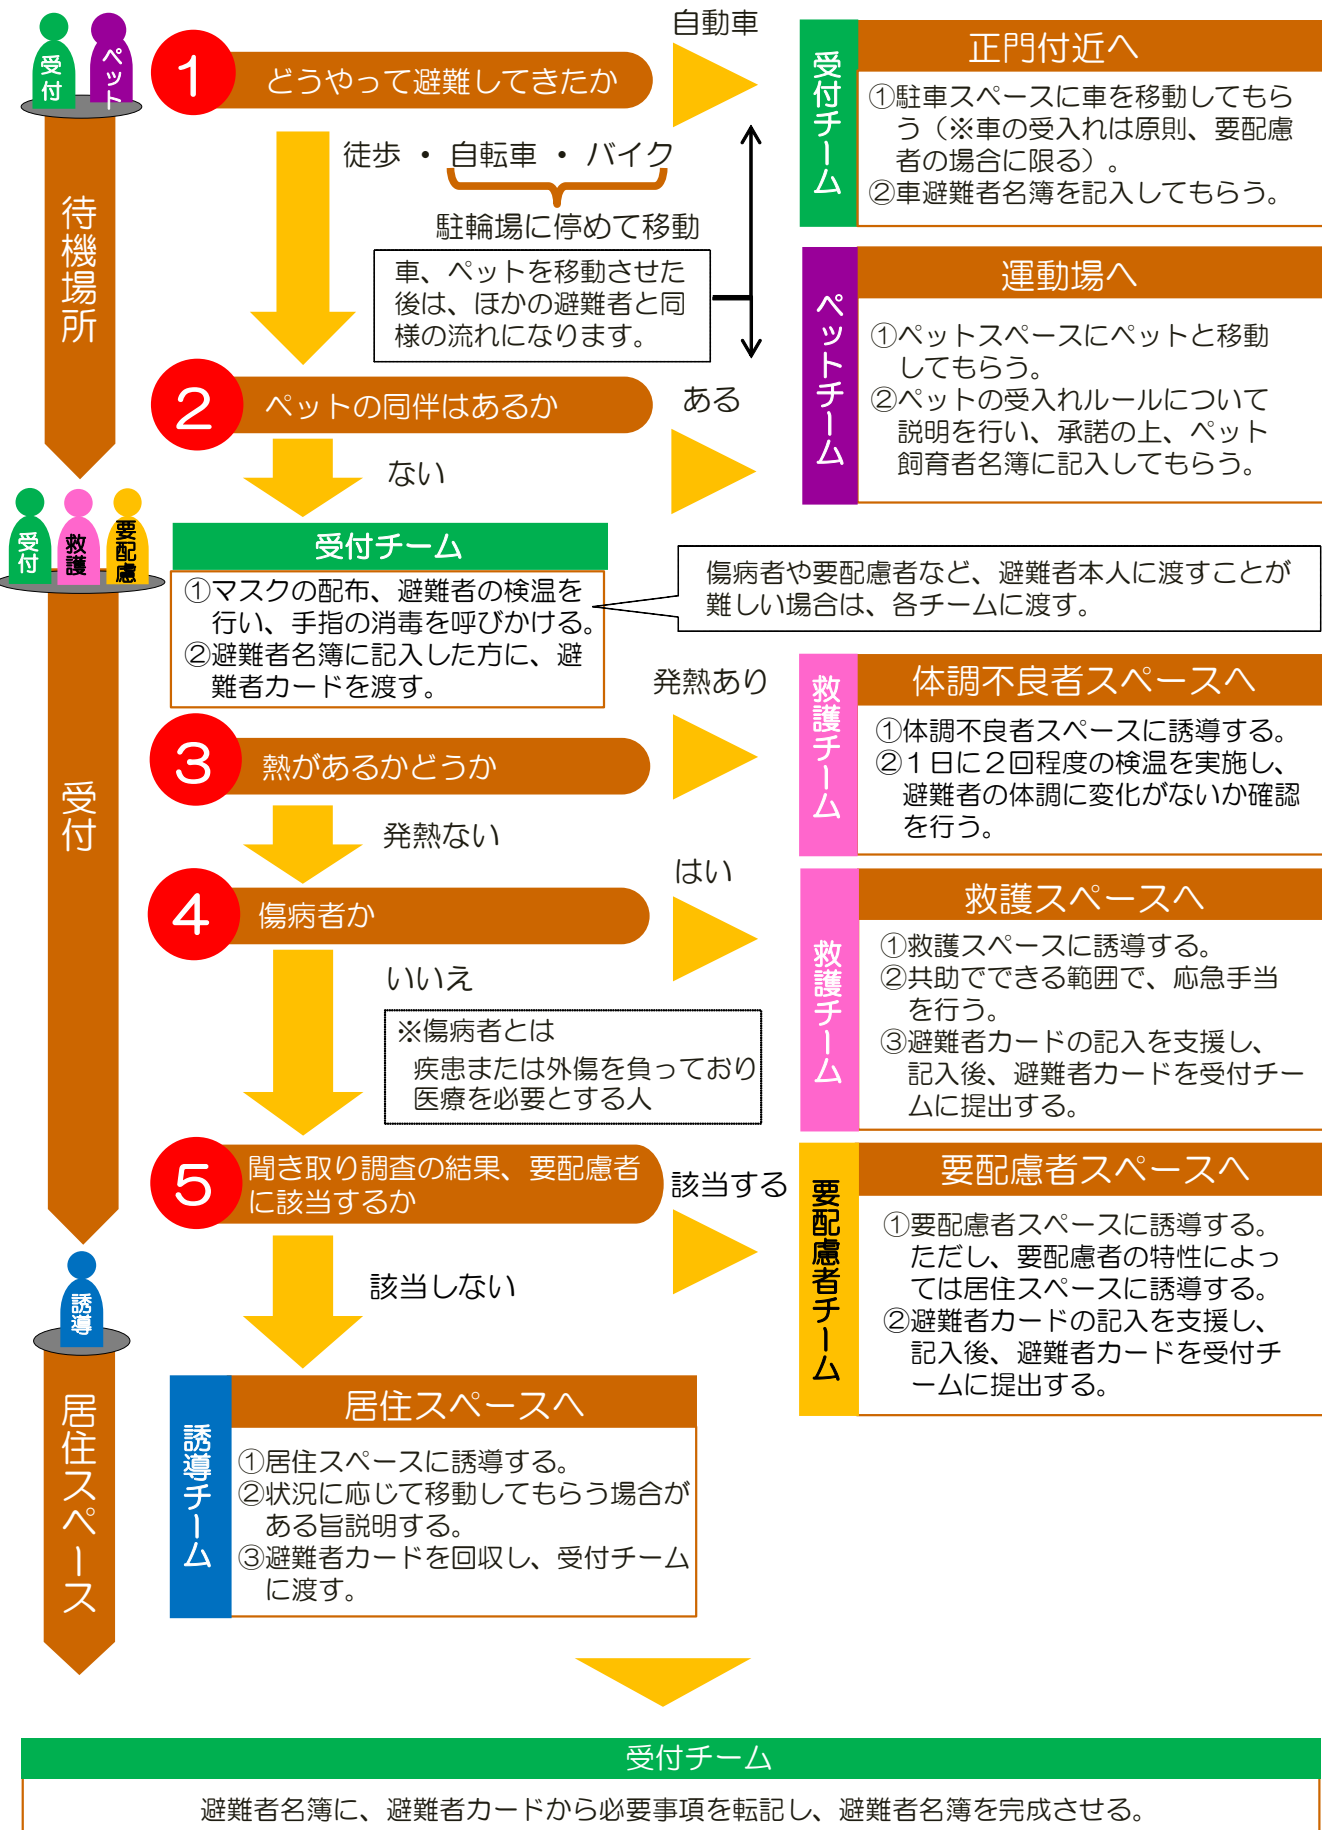 受付
ペット
待機場所
1
どうやって避難してきたか
自動車
徒歩 ・ 自転車 ・ バイク
駐輪場に停めて移動
車、ペットを移動させた
後は、ほかの避難者と同
様の流れになります。
受付チーム
正門付近へ
①駐車スペースに車を移動してもら
う（※車の受入れは原則、要配慮
者の場合に限る）。
②車避難者名簿を記入してもらう。
2
ペットの同伴はあるか
ある
ない
ペットチーム
運動場へ
①ペットスペースにペットと移動
してもらう。
②ペットの受入れルールについて
説明を行い、承諾の上、ペット
飼育者名簿に記入してもらう。
受付
救護
要配慮
受付
受付チーム
①マスクの配布、避難者の検温を
行い、手指の消毒を呼びかける。
②避難者名簿に記入した方に、避
難者カードを渡す。
傷病者や要配慮者など、避難者本人に渡すことが
難しい場合は、各チームに渡す。
3
熱があるかどうか
発熱あり
発熱ない
救護チーム
体調不良者スペースへ
①体調不良者スペースに誘導する。
②１日に２回程度の検温を実施し、
避難者の体調に変化がないか確認
を行う。
4
傷病者か
はい
いいえ
※傷病者とは
疾患または外傷を負っており
医療を必要とする人
救護チーム
救護スペースへ
①救護スペースに誘導する。
②共助でできる範囲で、応急手当
を行う。
③避難者カードの記入を支援し、
記入後、避難者カードを受付チー
ムに提出する。
5
聞き取り調査の結果、要配慮者
に該当するか
該当する
該当しない
要配慮者チーム
要配慮者スペースへ
①要配慮者スペースに誘導する。
ただし、要配慮者の特性によっ
ては居住スペースに誘導する。
②避難者カードの記入を支援し、
記入後、避難者カードを受付チ
ームに提出する。
誘導
居住スペース
誘導チーム
居住スペースへ
①居住スペースに誘導する。
②状況に応じて移動してもらう場合が
ある旨説明する。
③避難者カードを回収し、受付チーム
に渡す。
受付チーム
避難者名簿に、避難者カードから必要事項を転記し、避難者名簿を完成させる。